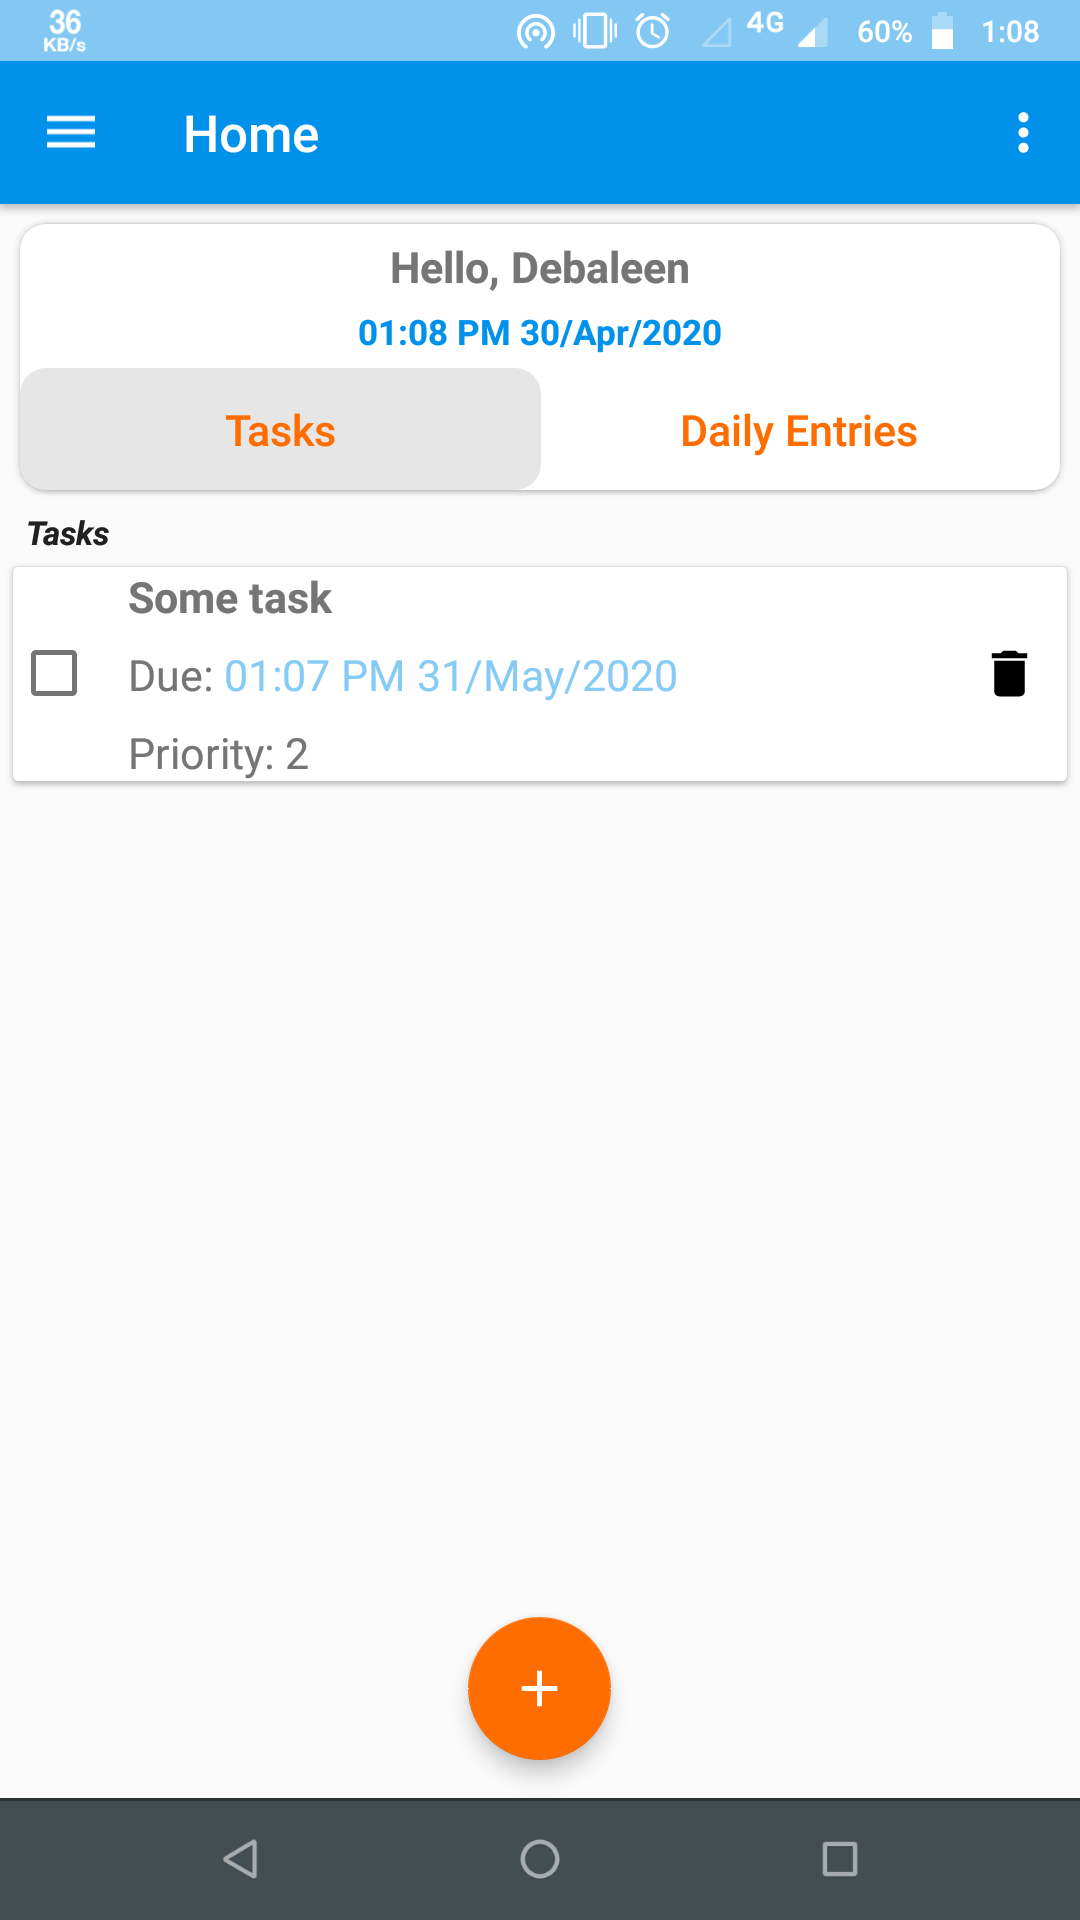 36
KB/s
4G
60%
1:08
Home
Hello, Debaleen
01:08 PM 30/Apr/2020
Tasks
Daily Entries
Tasks
Some task
Due: 01:07 PM 31/May/2020
Priority: 2